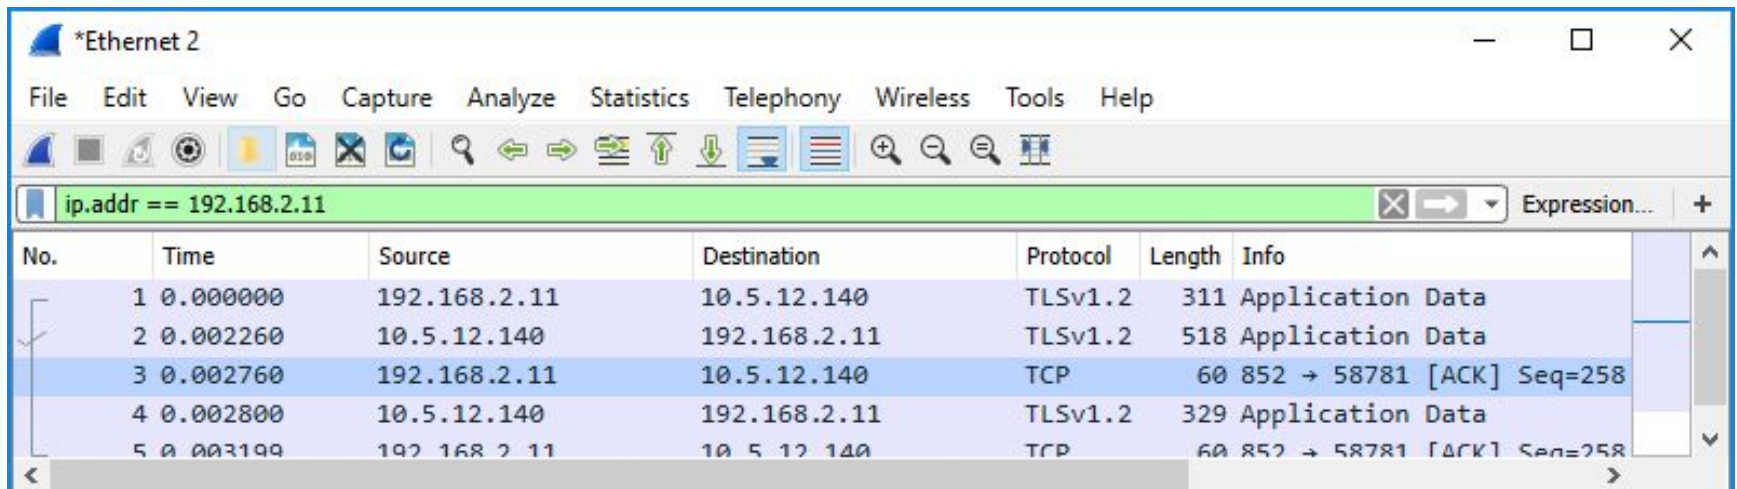 *Ethernet 2
File Edit View Go Capture Analyze Statistics Telephony Wireless Tools Help
ip.addr == 192.168.2.11 Expression... +
No. Time Source Destination Protocol Length Info
1 0.000000 192.168.2.11 10.5.12.140 TLSv1.2 311 Application Data
2 0.002260 10.5.12.140 192.168.2.11 TLSv1.2 518 Application Data
3 0.002760 192.168.2.11 10.5.12.140 TCP 60 852 → 58781 [ACK] Seq=258
4 0.002800 10.5.12.140 192.168.2.11 TLSv1.2 329 Application Data
5 0.003199 192.168.2.11 10.5.12.140 TCP 60 852 → 58781 [ACK] Seq=258